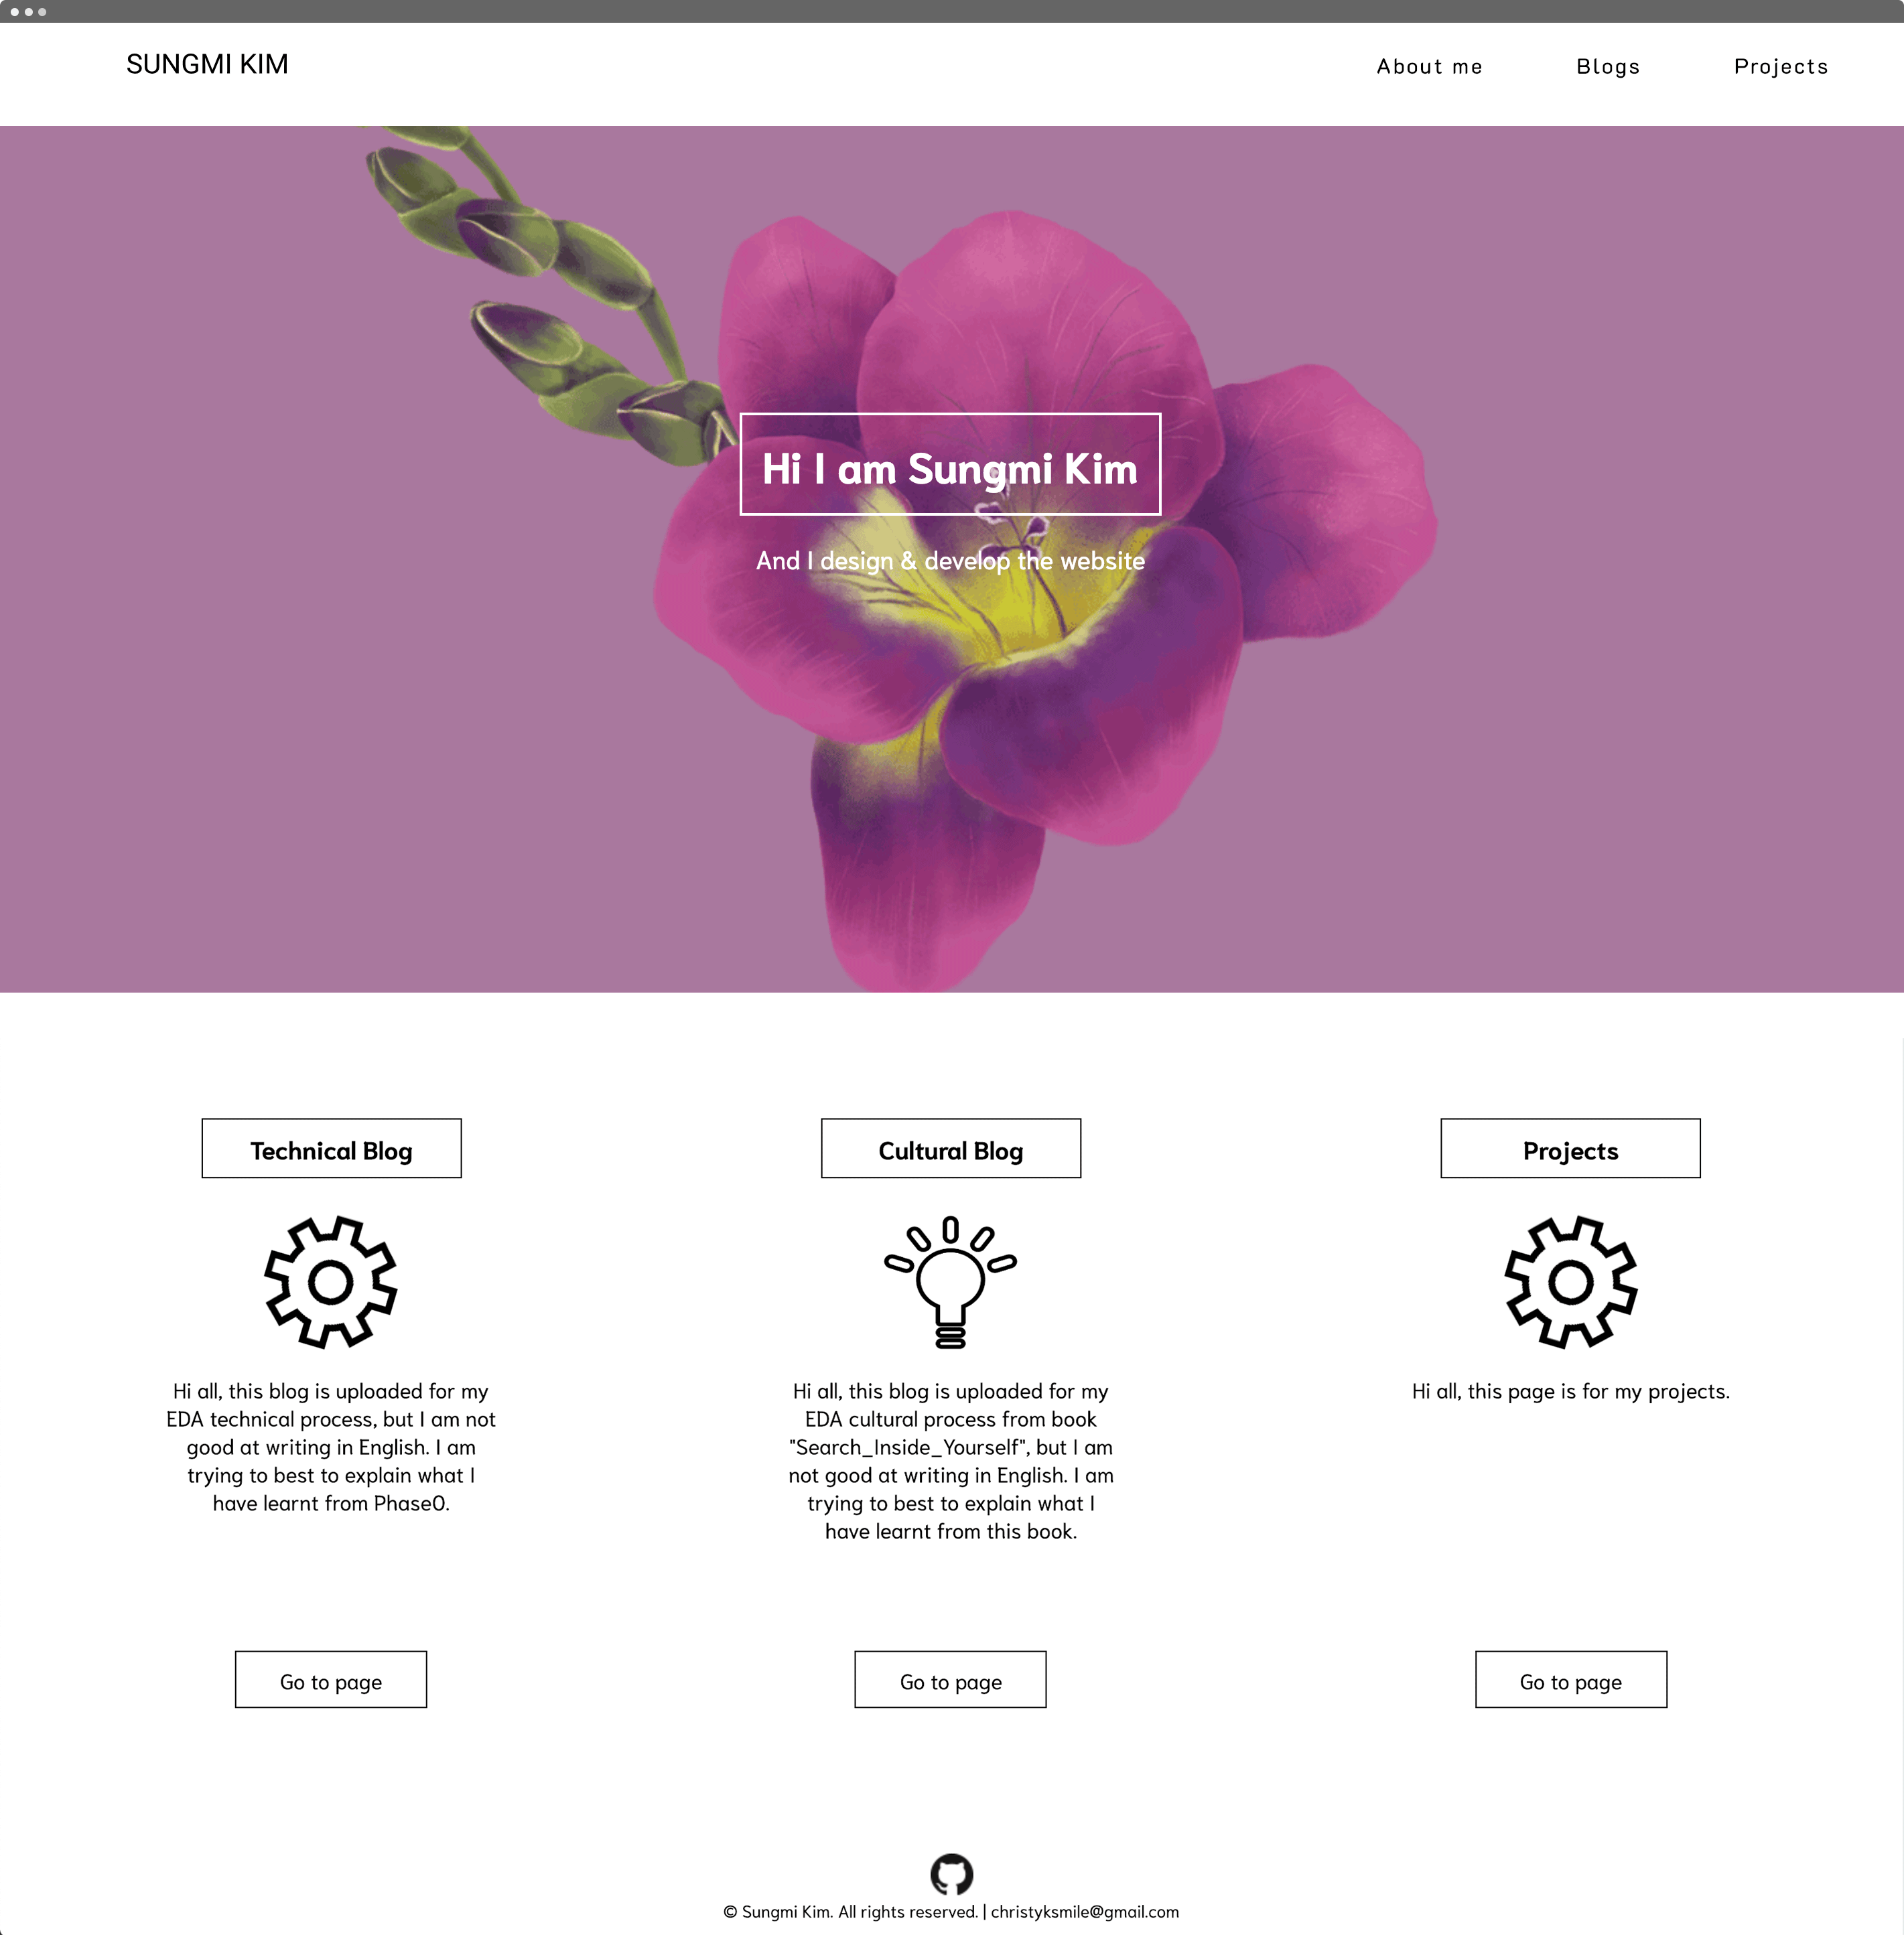 SUNGMI KIM
About me
Blogs
Projects
Hi I am Sungmi Kim
And I design & develop the website
Technical Blog
Hi all, this blog is uploaded for my
EDA technical process, but I am not
good at writing in English. I am
trying to best to explain what I
have learnt from Phase0.
Go to page
Cultural Blog
Hi all, this blog is uploaded for my
EDA cultural process from book
"Search_Inside_Yourself", but I am
not good at writing in English. I am
trying to best to explain what I
have learnt from this book.
Go to page
Projects
Hi all, this page is for my projects.
Go to page
© Sungmi Kim. All rights reserved. | christyksmile@gmail.com